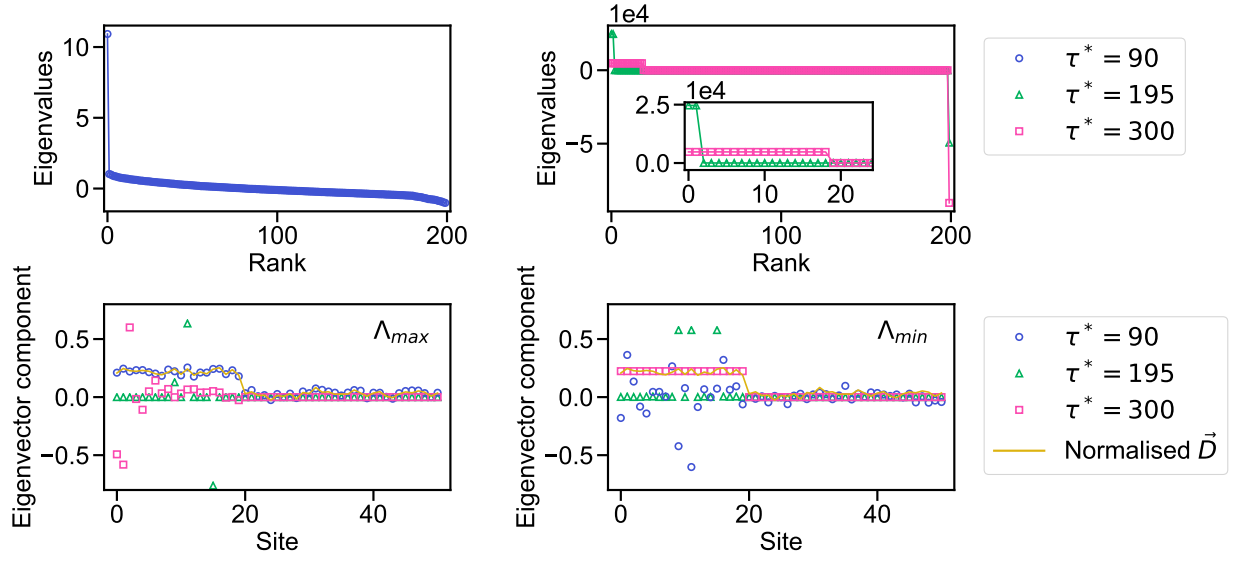 Eigenvalues
10
5
0
0
100
200
Rank
1e4
Eigenvalues
0
−5
1e4
2.5
0.0
0
10
20
0
100
200
Rank
τ* = 90
τ* = 195
τ* = 300
Eigenvector component
0.5
0.0
−0.5
Λmax
0
20
40
Site
Eigenvector component
0.5
0.0
−0.5
Λmin
0
20
40
Site
τ* = 90
τ* = 195
τ* = 300
Normalised D⃗